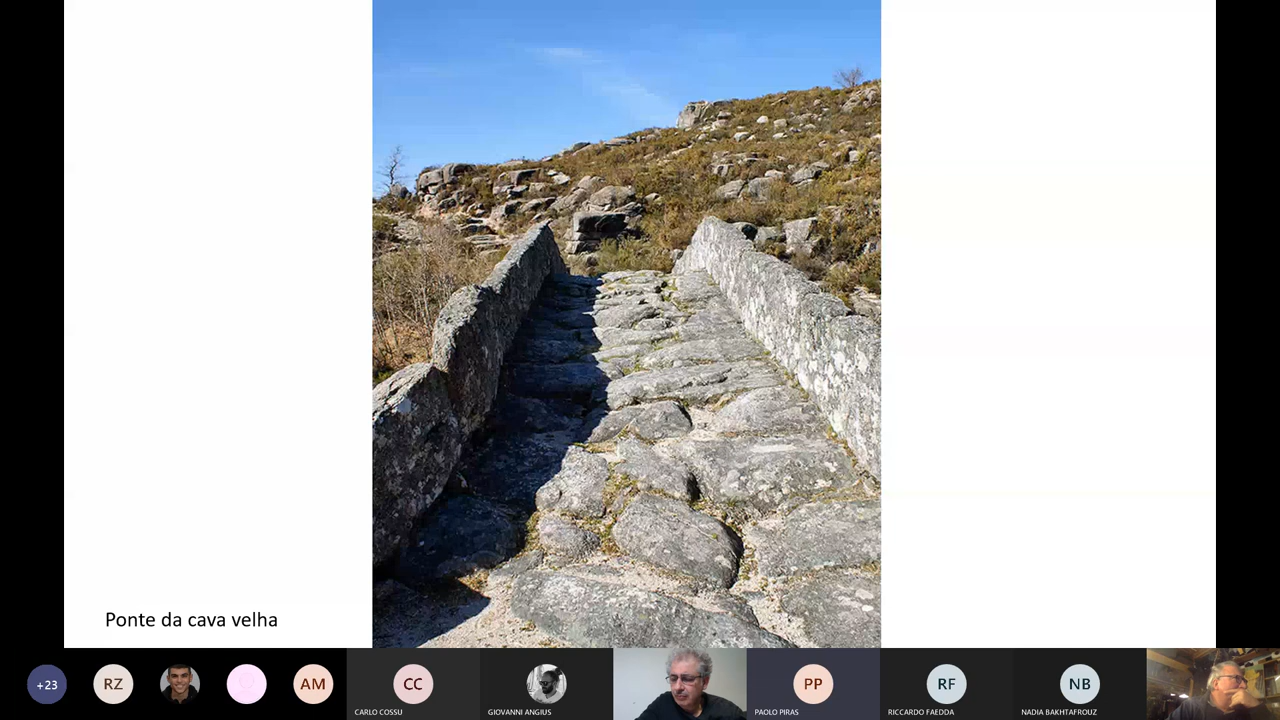 Ponte da cava velha
+23
RZ
AM
CC
CARLO COSSU
GIOVANNI ANGIUS
PP
PAOLO PIRAS
RF
RICCARDO FAEDDA
NB
NADIA BAKHTAFROUZ